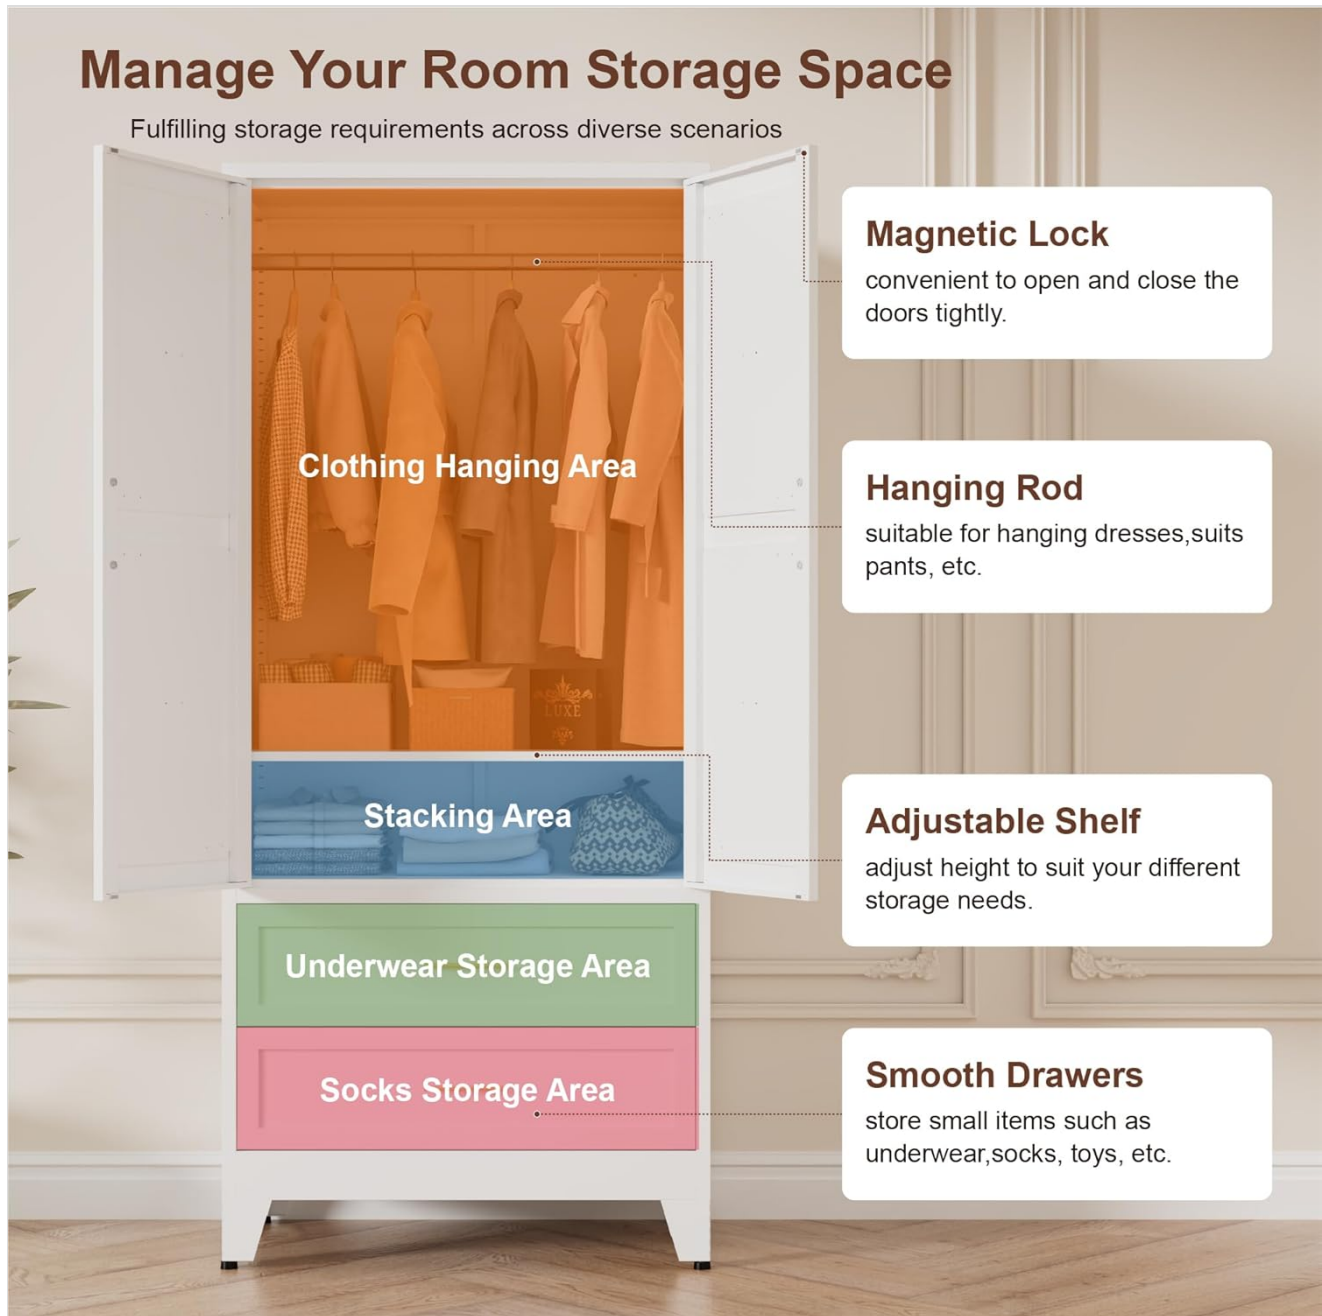 Manage Your Room Storage Space
Fulfilling storage requirements across diverse scenarios
Magnetic Lock
convenient to open and close the
doors tightly.
Clothing Hanging Area
Hanging Rod
suitable for hanging dresses,suits
pants, etc.
LUXE
Stacking Area
Adjustable Shelf
adjust height to suit your different
storage needs.
Underwear Storage Area
Socks Storage Area
Smooth Drawers
store small items such as
underwear,socks, toys, etc.